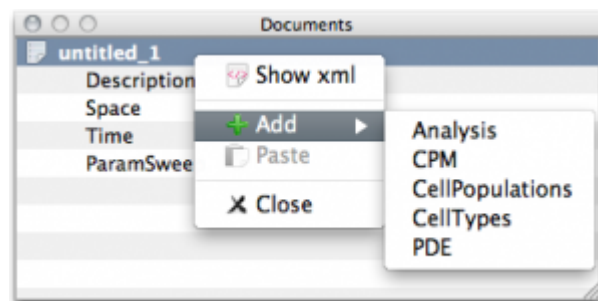 Documents
untitled_1
Description
Space
Time
ParamSwee
Show xml
Add
Paste
Close
Analysis
CPM
CellPopulations
CellTypes
PDE